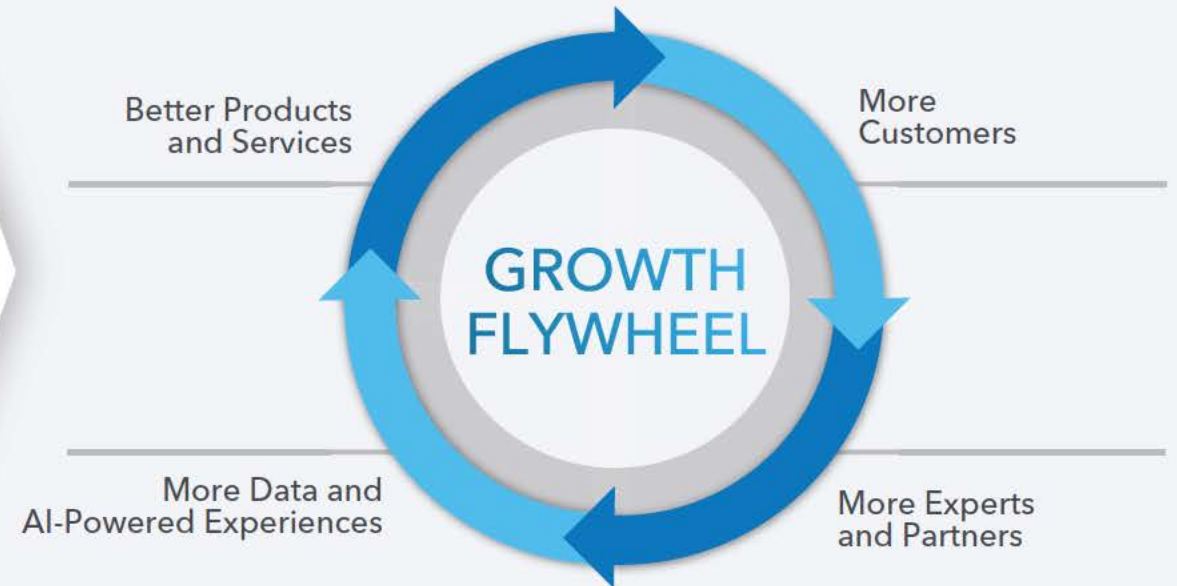 Better Products
and Services
More
Customers
GROWTH
FLYWHEEL
More Data and
AI-Powered Experiences
More Experts
and Partners